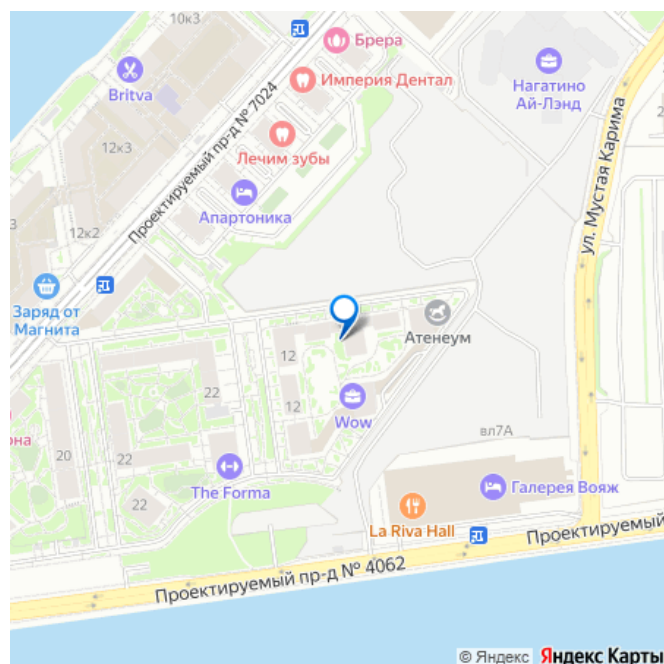 10к3
Брера
Britva
Империя Дентал
Нагатино
Ай-Лэнд
Проектируемый пр-д № 7024
12к3
Лечим зубы
ул. Мустая Карима
Апартоника
12к2
Заряд от
Магнита
Атенеум
12
22
12
Wow
22
20
22
вл7А
The Forma
Галерея Вояж
22
La Riva Hall
Проектируемый
Проектируемый пр-д № 4062
© Яндекс Яндекс Карты